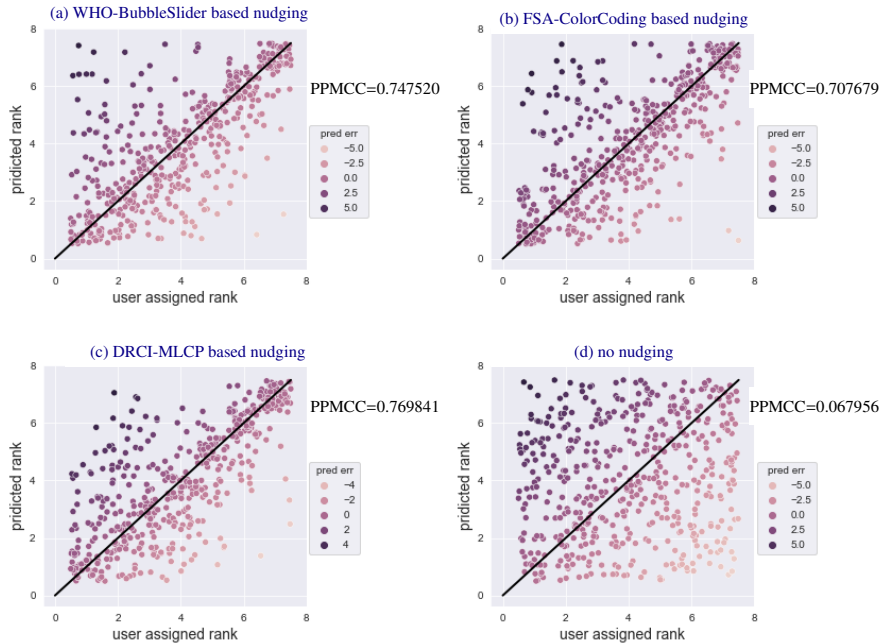 (a) WHO-BubbleSlider based nudging
8
6
4
2
0
pridicted rank
0 2 4 6 8
user assigned rank
PPMCC=0.747520
pred err
−5.0
−2.5
0.0
2.5
5.0
(b) FSA-ColorCoding based nudging
8
6
4
2
0
pridicted rank
0 2 4 6 8
user assigned rank
PPMCC=0.707679
pred err
−5.0
−2.5
0.0
2.5
5.0
(c) DRCI-MLCP based nudging
8
6
4
2
0
pridicted rank
0 2 4 6 8
user assigned rank
PPMCC=0.769841
pred err
−4
−2
0
2
4
(d) no nudging
8
6
4
2
0
pridicted rank
0 2 4 6 8
user assigned rank
PPMCC=0.067956
pred err
−5.0
−2.5
0.0
2.5
5.0